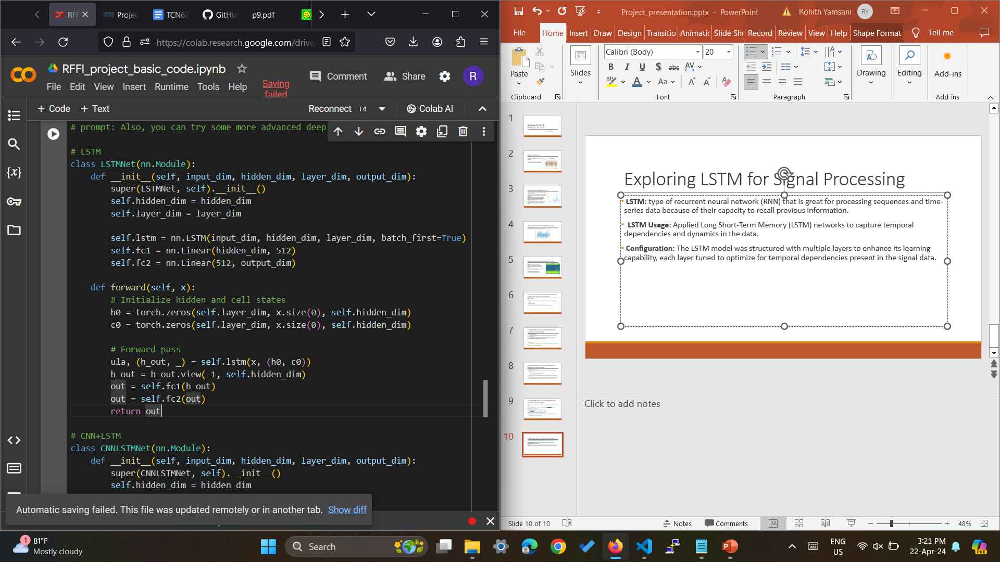 RFF
Projec
TCN62
GitHu
p9.pdf
https://colab.research.google.com/drive/
RFFI_project_basic_code.ipynb
File Edit View Insert Runtime Tools Help
Saving failed
Comment
Share
R
+ Code + Text
Reconnect T4
Colab AI
# prompt: Also, you can try some more advanced deep
# LSTM
class LSTMNet(nn.Module):
    def __init__(self, input_dim, hidden_dim, layer_dim, output_dim):
        super(LSTMNet, self).__init__()
        self.hidden_dim = hidden_dim
        self.layer_dim = layer_dim
        self.lstm = nn.LSTM(input_dim, hidden_dim, layer_dim, batch_first=True)
        self.fc1 = nn.Linear(hidden_dim, 512)
        self.fc2 = nn.Linear(512, output_dim)
    def forward(self, x):
        # Initialize hidden and cell states
        h0 = torch.zeros(self.layer_dim, x.size(0), self.hidden_dim)
        c0 = torch.zeros(self.layer_dim, x.size(0), self.hidden_dim)
        # Forward pass
        ula, (h_out, _) = self.lstm(x, (h0, c0))
        h_out = h_out.view(-1, self.hidden_dim)
        out = self.fc1(h_out)
        out = self.fc2(out)
        return out
# CNN+LSTM
class CNNLSTMNet(nn.Module):
    def __init__(self, input_dim, hidden_dim, layer_dim, output_dim):
        super(CNNLSTMNet, self).__init__()
        self.hidden_dim = hidden_dim
Automatic saving failed. This file was updated remotely or in another tab. Show diff
Project_presentation.pptx - PowerPoint
Rohith Yamsani RY
File Home Insert Draw Design Transitio Animatic Slide Sh Record Review View Help Shape Format Tell me
Paste
Clipboard
Slides
Calibri (Body) 20
B I U S abc AV
Aa A A
Font
Paragraph
Drawing
Editing
Add-ins
Add-ins
1
2
3
4
5
6
7
8
9
10
HomeWork 1
Exploring LSTM for Signal Processing
• LSTM: type of recurrent neural network (RNN) that is great for processing sequences and time-
series data because of their capacity to recall previous information.
• LSTM Usage: Applied Long Short-Term Memory (LSTM) networks to capture temporal
dependencies and dynamics in the data.
• Configuration: The LSTM model was structured with multiple layers to enhance its learning
capability, each layer tuned to optimize for temporal dependencies present in the signal data.
Click to add notes
Slide 10 of 10
Notes
Comments
48%
1
81°F
Mostly cloudy
Search
ENG
US
3:21 PM
22-Apr-24
PRE